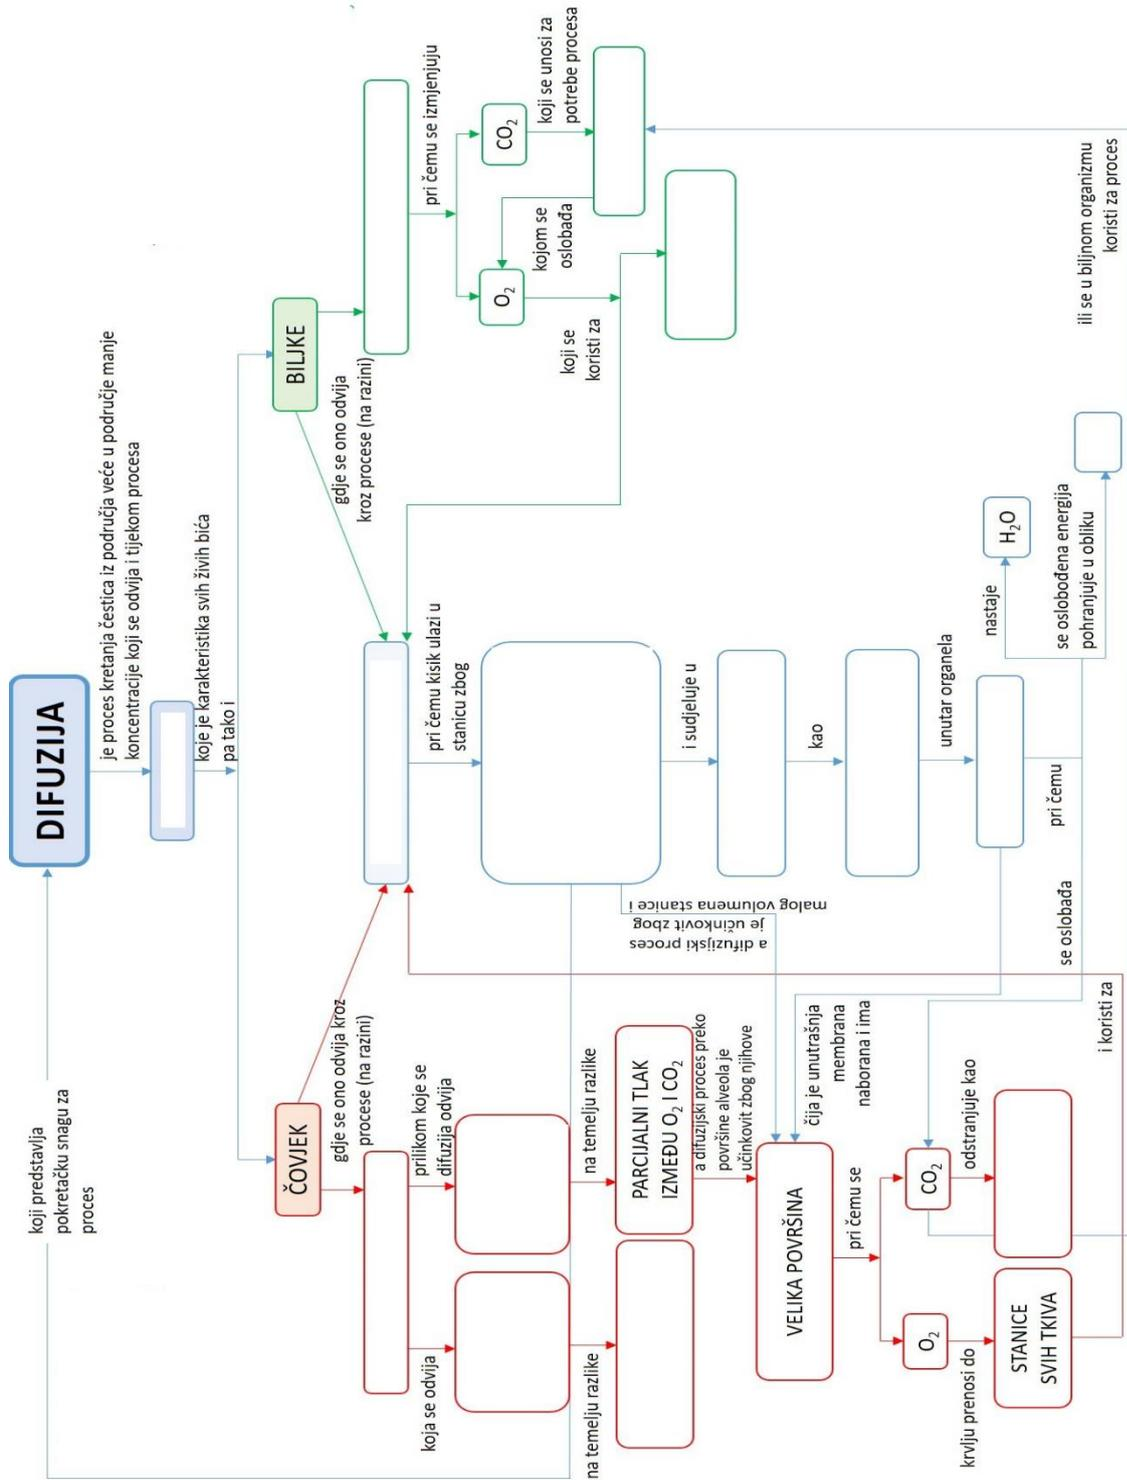 DIFUZIJA
je proces kretanja čestica iz područja veće u područje manje
koncentracije koji se odvija i tijekom procesa
koji predstavlja
pokretačku snagu za
proces
koje je karakteristika svih živih bića
pa tako i
ČOVJEK
BILJKE
gdje se ono odvija kroz
procese (na razini)
gdje se ono odvija
kroz procese (na razini)
koja se odvija
prilikom koje se
difuzija odvija
pri čemu kisik ulazi u
stanicu zbog
pri čemu se izmjenjuju
na temelju razlike
na temelju razlike
PARCIJALNI TLAK
IZMEĐU O₂ I CO₂
a difuzijski proces preko
površine alveola je
učinkovit zbog njihove
a difuzijski proces
je učinkovit zbog
malog volumena stanice i
i sudjeluje u
kao
unutar organela
O₂
CO₂
kojom se
oslobađa
koji se unosi za
potrebe procesa
koji se
koristi za
VELIKA POVRŠINA
čija je unutrašnja
membrana
naborana i ima
pri čemu se
O₂
CO₂
krvlju prenosi do
odstranjuje kao
STANICE
SVIH TKIVA
se oslobađa
pri čemu
nastaje
H₂O
se oslobođena energija
pohranjuje u obliku
i koristi za
ili se u biljnom organizmu
koristi za proces